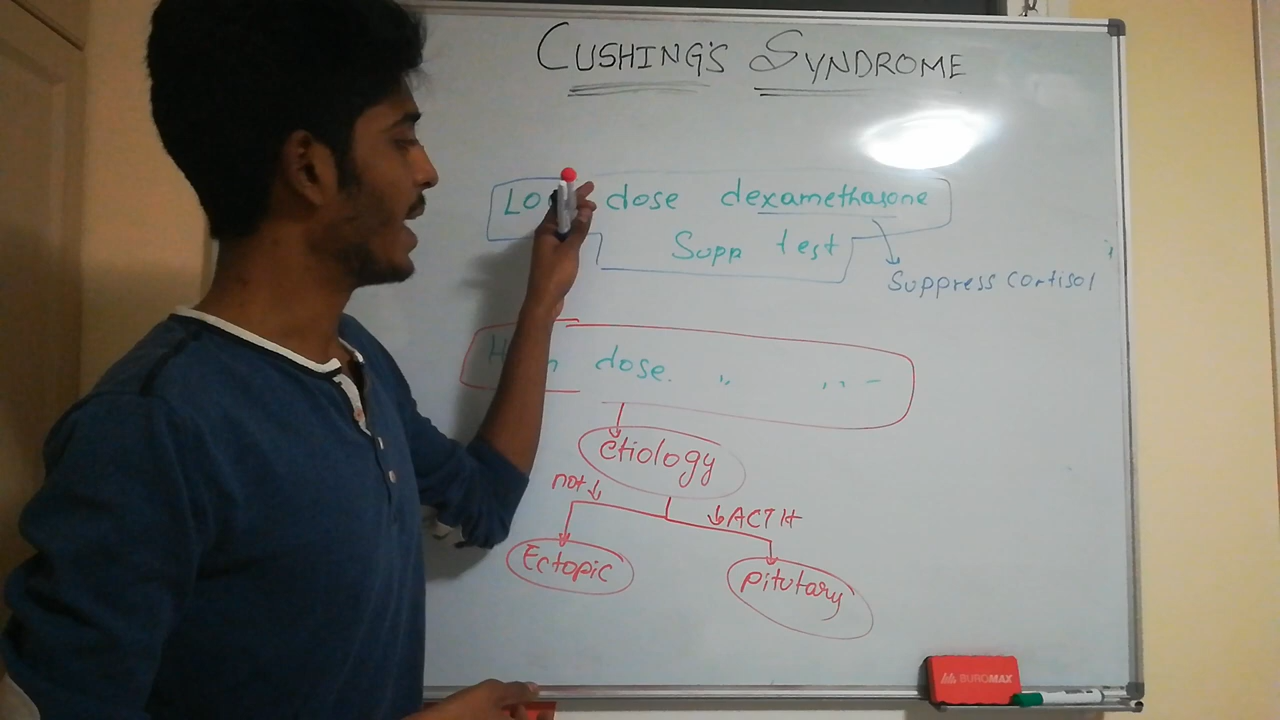 CUSHING'S SYNDROME
dose dexamethasone
Supp test
Suppress cortisol
dose. " " -
etiology
not ↓
↓ACTH
Ectopic
Pitutary
BUROMAX